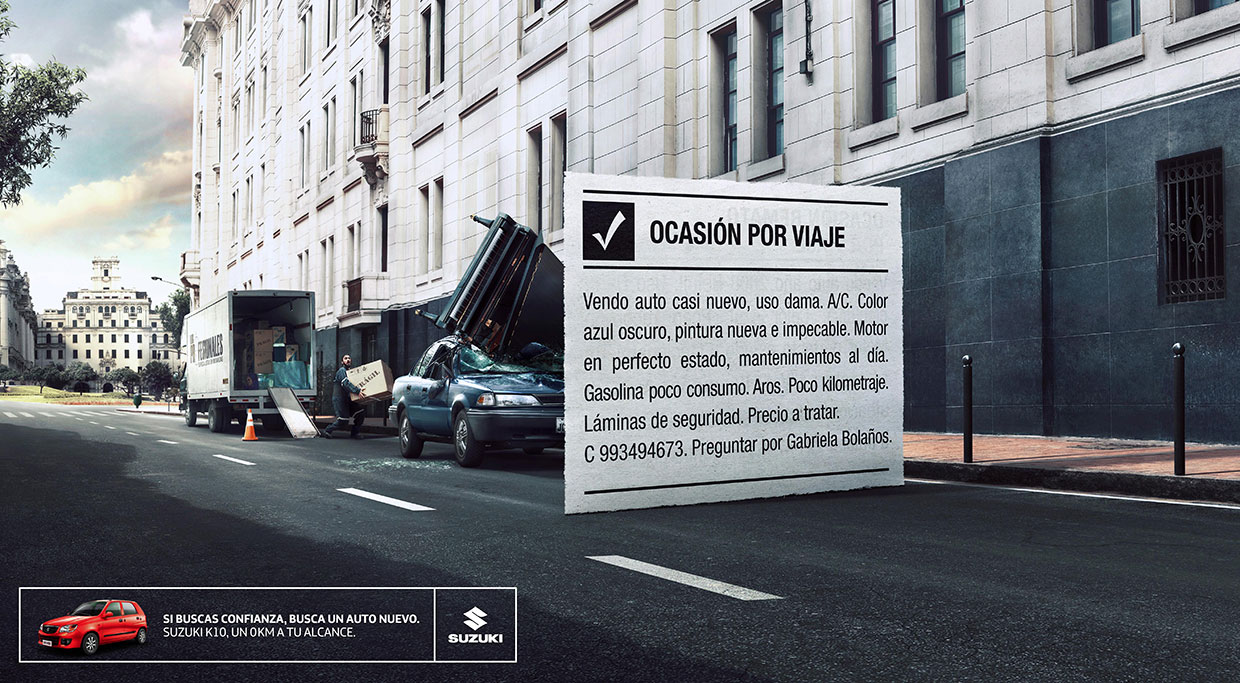 OCASIÓN POR VIAJE
Vendo auto casi nuevo, uso dama. A/C. Color
azul oscuro, pintura nueva e impecable. Motor
en perfecto estado, mantenimientos al día.
Gasolina poco consumo. Aros. Poco kilometraje.
Láminas de seguridad. Precio a tratar.
C 993494673. Preguntar por Gabriela Bolaños.
FRÁGIL
SI BUSCAS CONFIANZA, BUSCA UN AUTO NUEVO.
SUZUKI K10, UN 0KM A TU ALCANCE.
SUZUKI